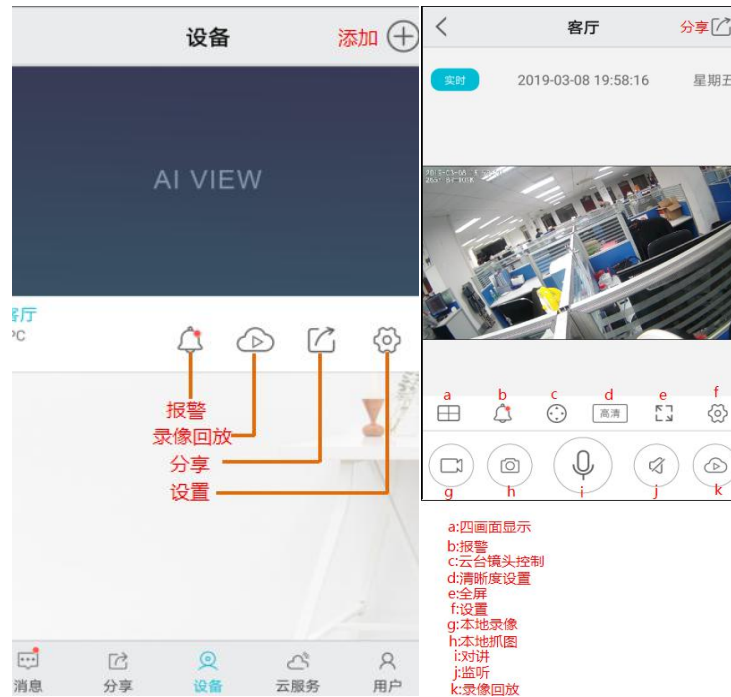 设备
添加
AI VIEW
客厅
PC
报警
录像回放
分享
设置
消息
分享
设备
云服务
用户
客厅
分享
实时
2019-03-08 19:58:16
星期五
a
b
c
d
e
f
高清
g
h
i
j
k
a:四画面显示
b:报警
c:云台镜头控制
d:清晰度设置
e:全屏
f:设置
g:本地录像
h:本地抓图
i:对讲
j:监听
k:录像回放